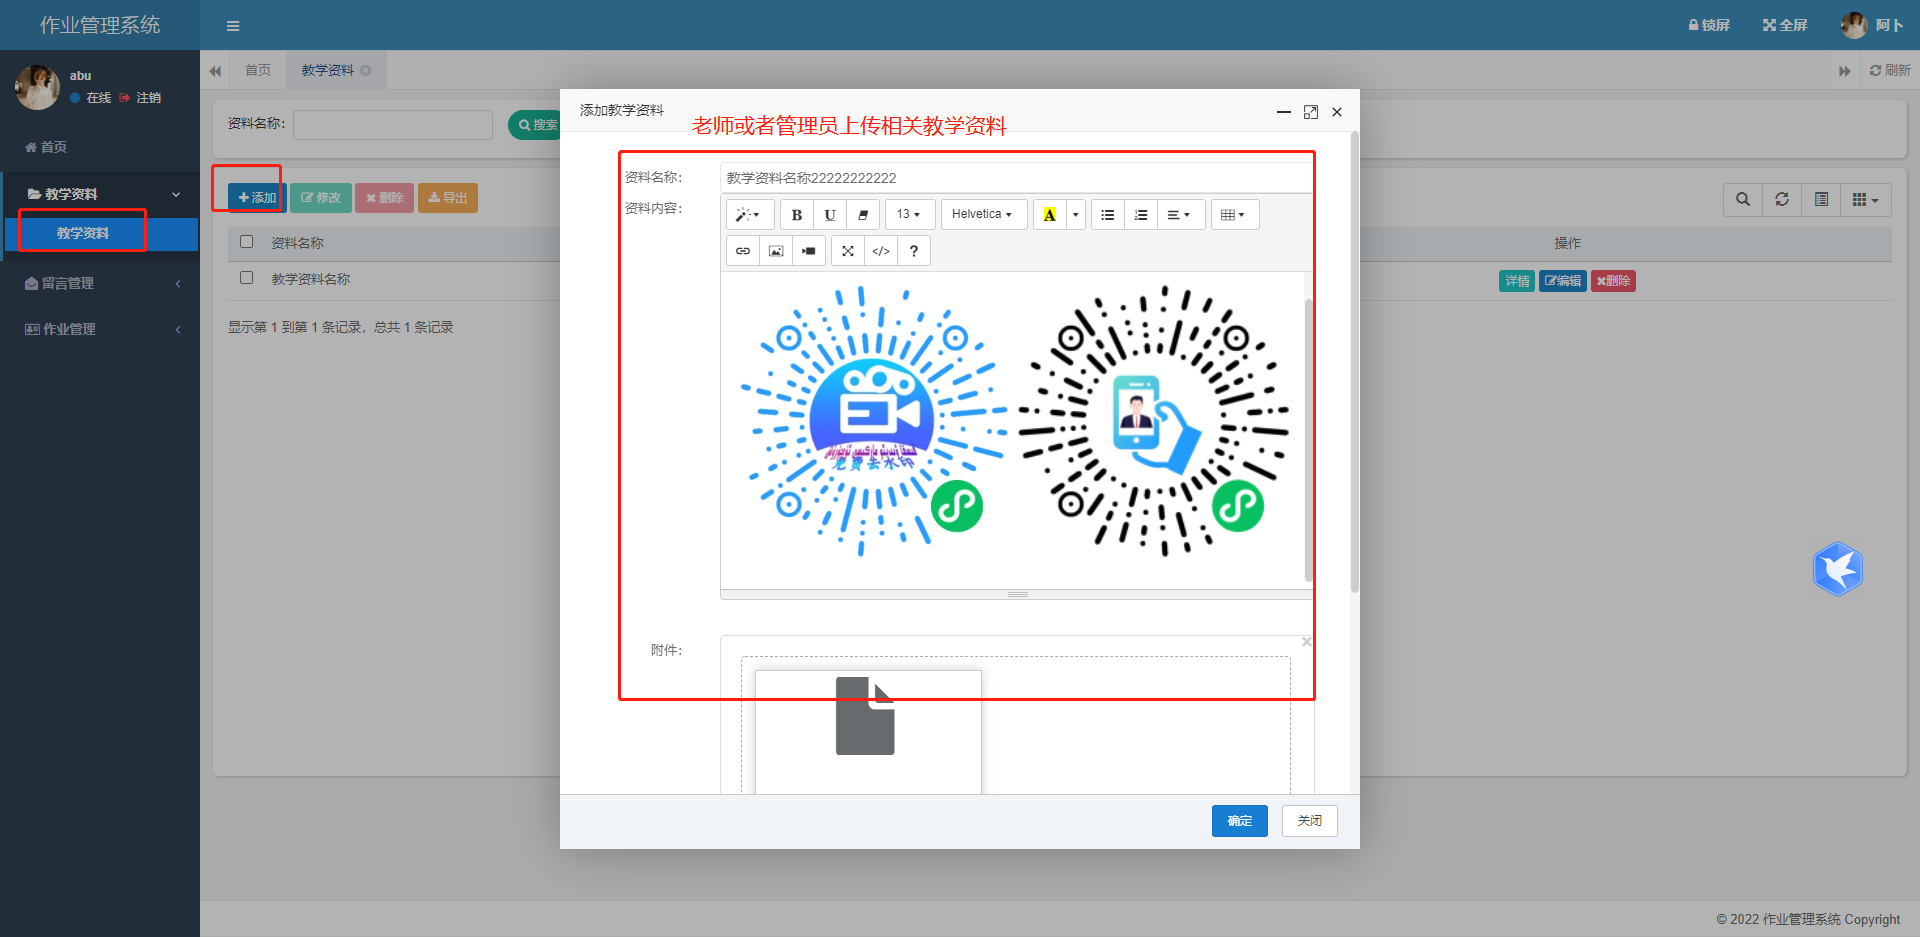 作业管理系统
锁屏
全屏
阿卜
abu
在线 注销
首页
教学资料
刷新
资料名称：
搜索
首页
教学资料
教学资料
留言管理
作业管理
添加 修改 删除 导出
资料名称
操作
教学资料名称
详情 编辑 删除
显示第 1 到第 1 条记录，总共 1 条记录
添加教学资料
老师或者管理员上传相关教学资料
资料名称：
教学资料名称22222222222
资料内容：
B U 13 Helvetica A
</> ?
免费去水印
附件：
确定 关闭
© 2022 作业管理系统 Copyright